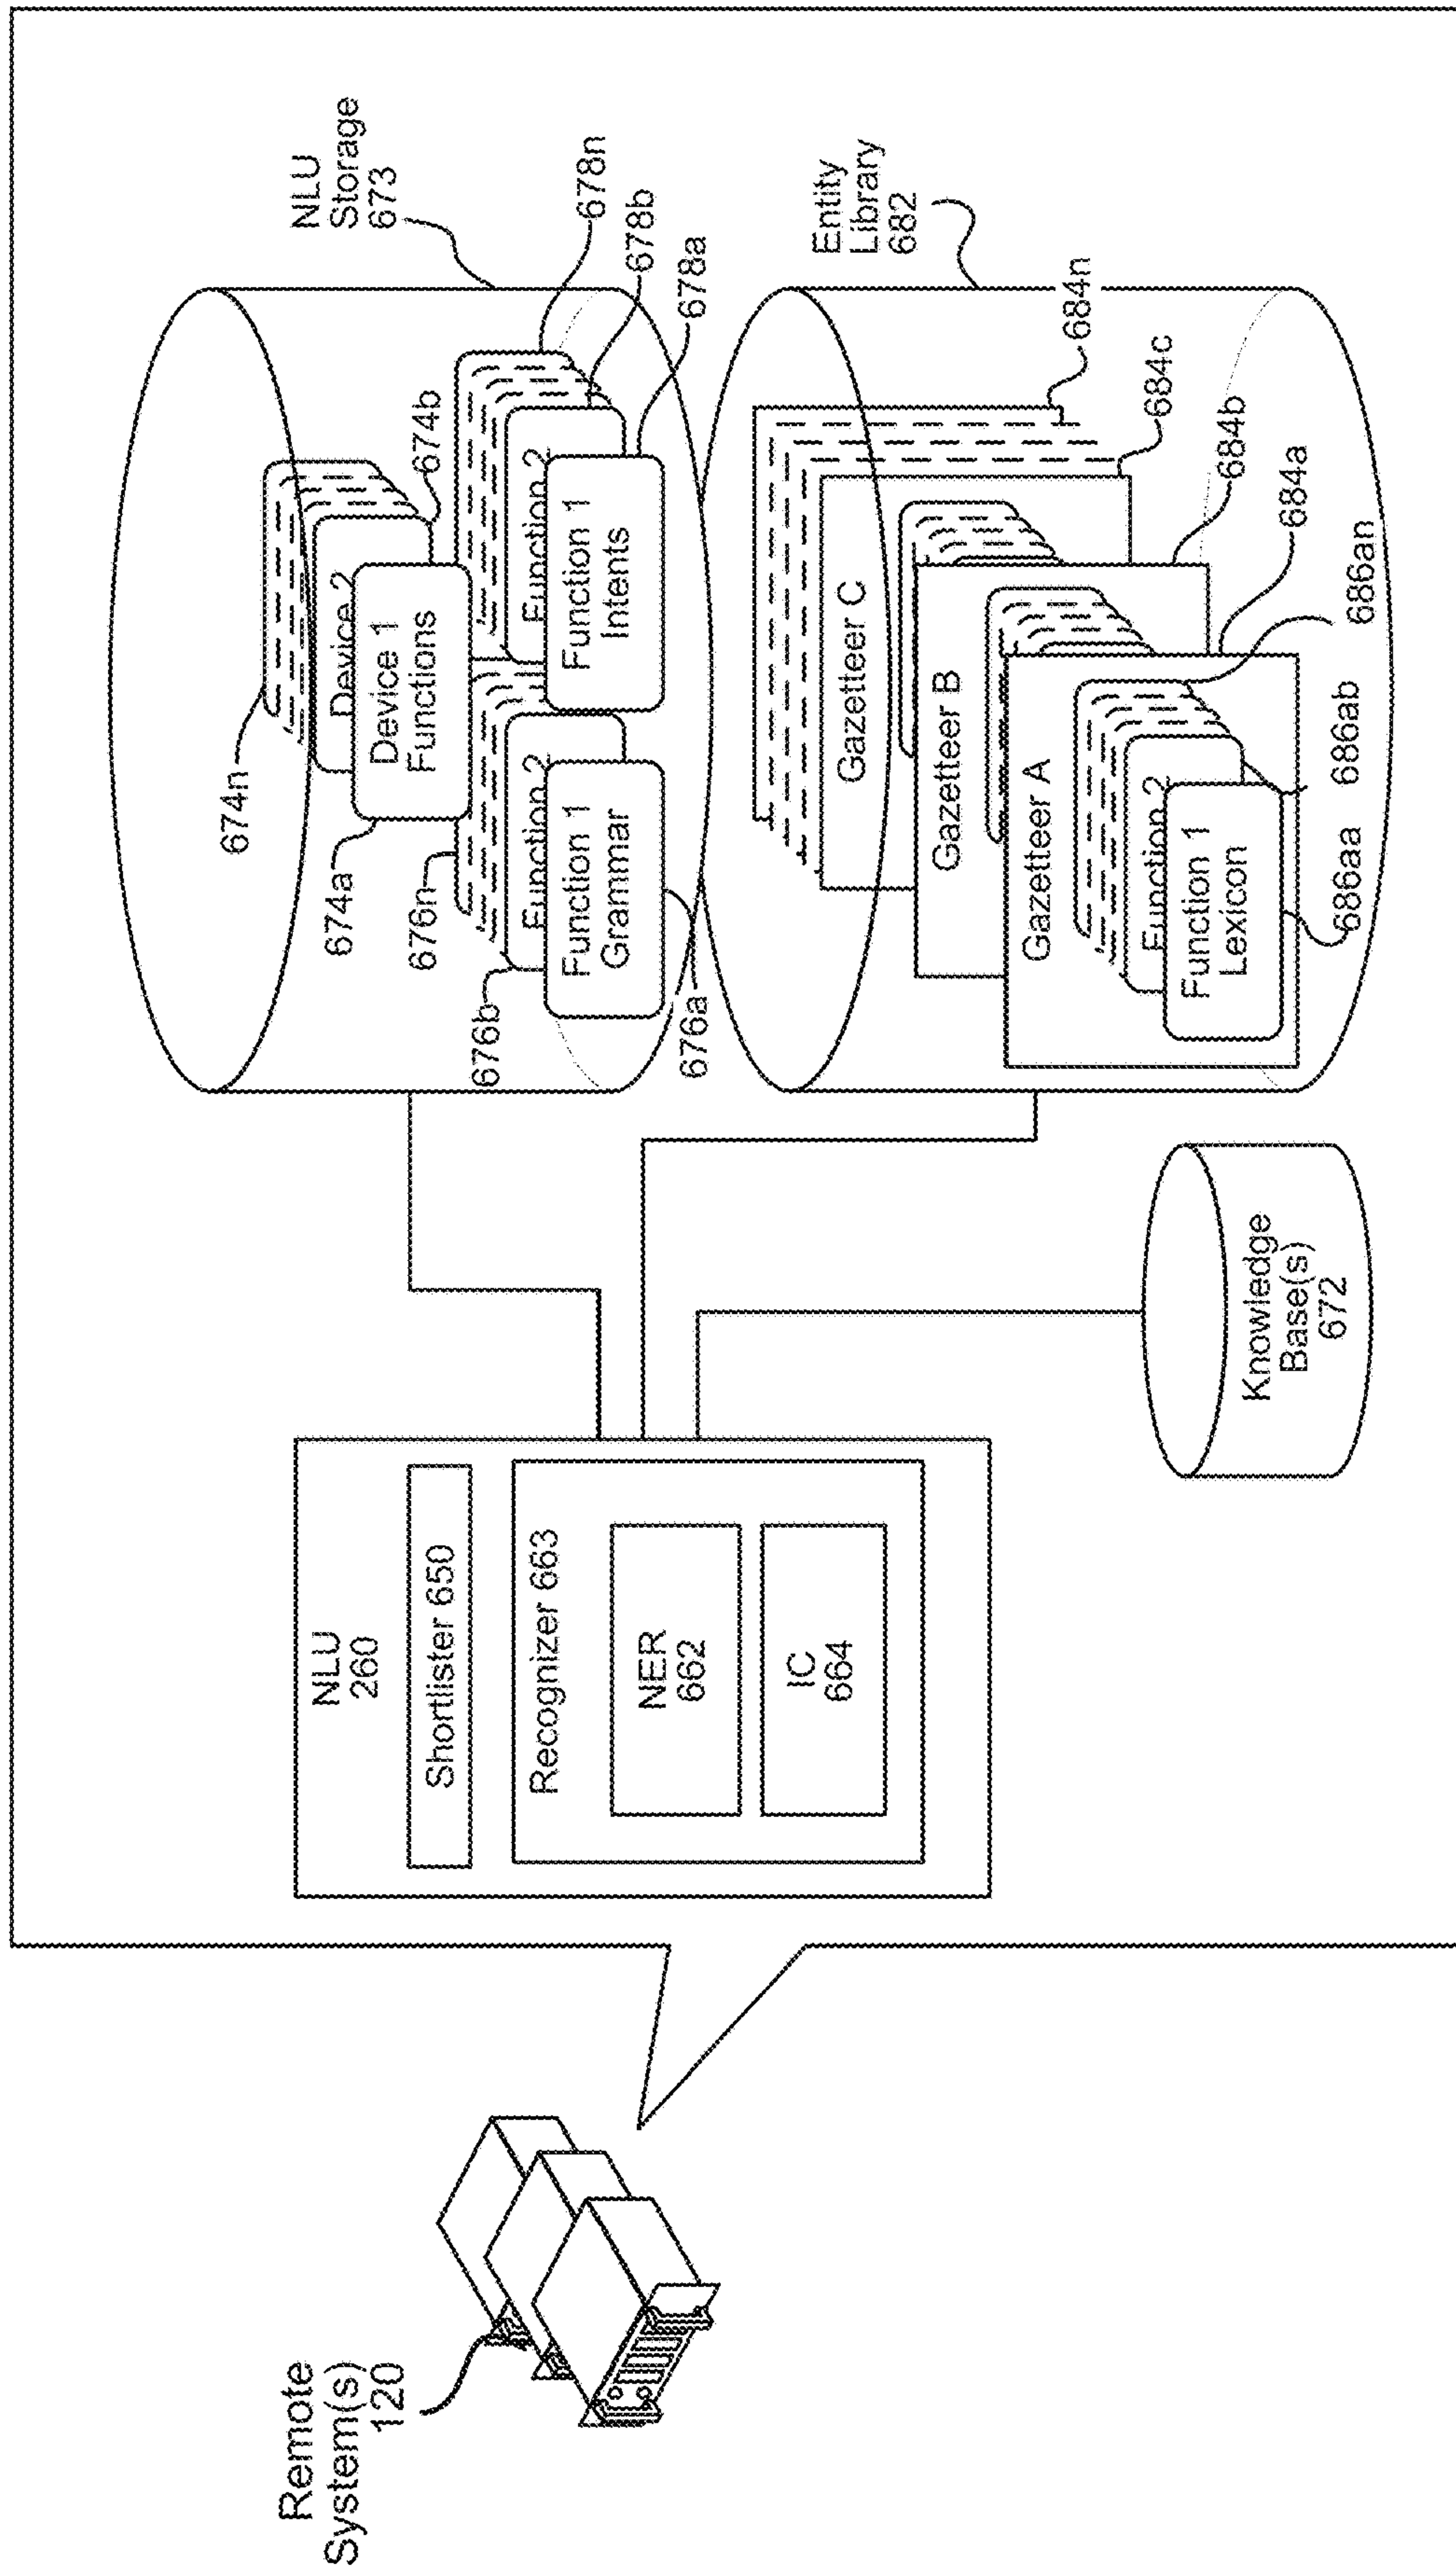 Remote
System(s)
120
NLU
260
Shortlister 650
Recognizer 663
NER
662
IC
664
Knowledge
Base(s)
672
NLU
Storage
673
674n
674a
674b
Device 2
Device 1
Functions
676n
676b
676a
Function 2
Function 1
Grammar
678n
678b
678a
Function 2
Function 1
Intents
Entity
Library
682
684n
684c
684b
684a
Gazetteer C
Gazetteer B
Gazetteer A
Function 2
Function 1
Lexicon
686an
686ab
686aa